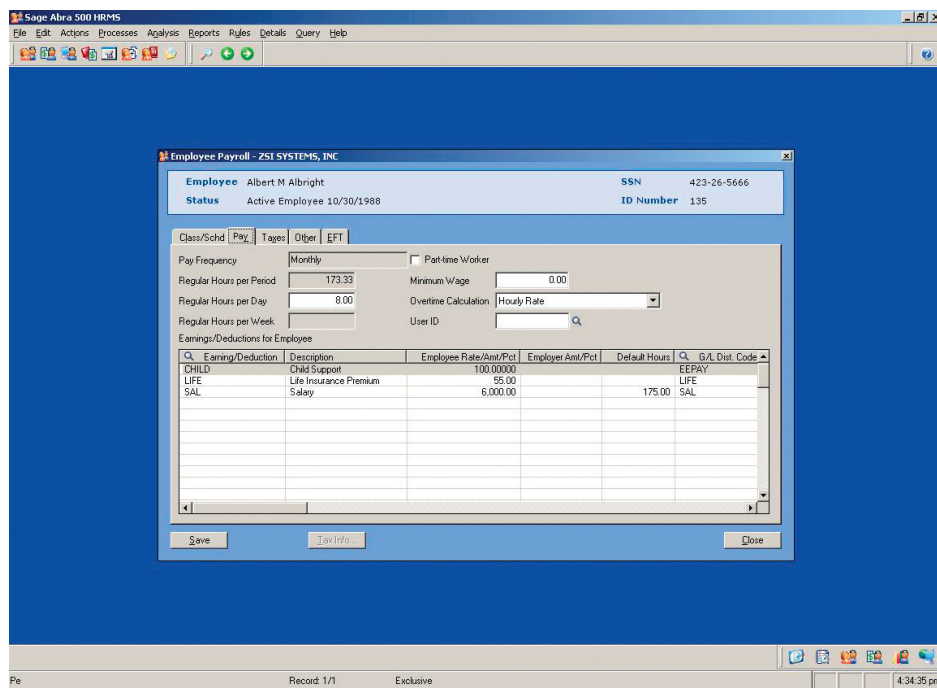 Sage Abra 500 HRMS
File Edit Actions Processes Analysis Reports Rules Details Query Help
Employee Payroll - ZSI SYSTEMS, INC
Employee Albert M Albright SSN 423-26-5666
Status Active Employee 10/30/1988 ID Number 135
Class/Schd Pay Taxes Other EFT
Pay Frequency Monthly Part-time Worker
Regular Hours per Period 173.33 Minimum Wage 0.00
Regular Hours per Day 8.00 Overtime Calculation Hourly Rate
Regular Hours per Week User ID
Earnings/Deductions for Employee
Earning/Deduction Description Employee Rate/Amt/Pct Employer Amt/Pct Default Hours G/L Dist. Code
CHILD Child Support 100.00000 EEPAY
LIFE Life Insurance Premium 55.00 LIFE
SAL Salary 6,000.00 175.00 SAL
Save Tax Info... Close
Pe Record: 1/1 Exclusive 4:34:35 pm